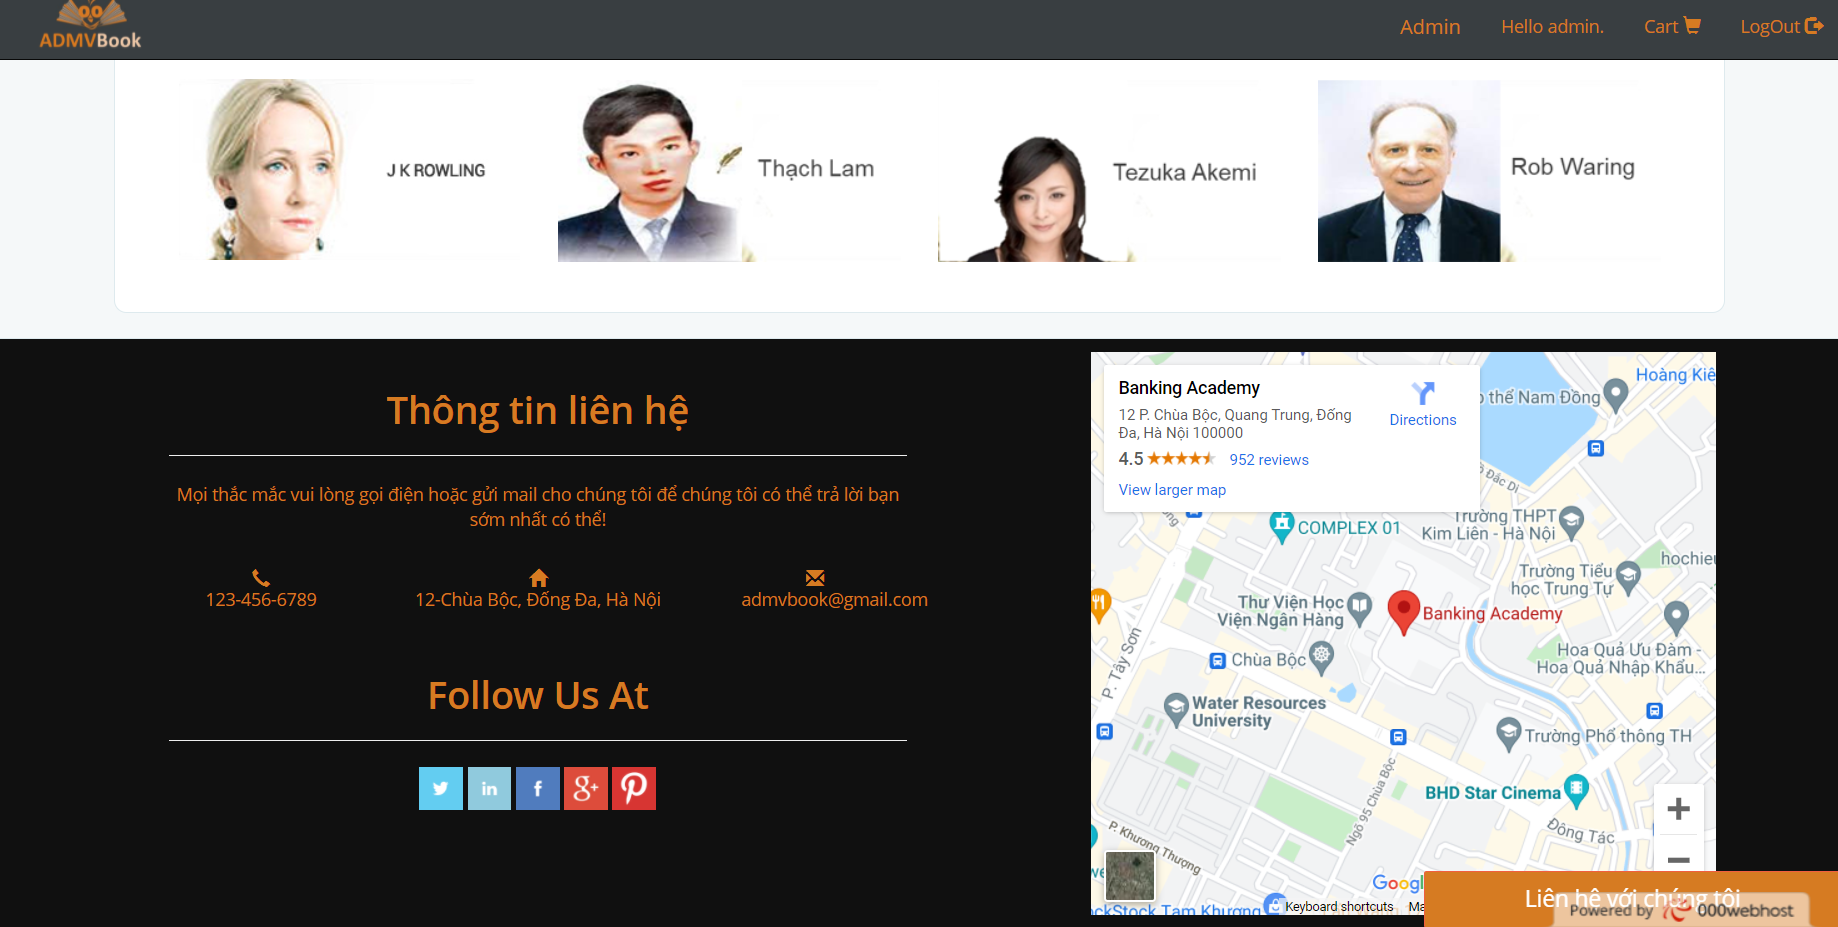 ADMVBook
Admin
Hello admin.
Cart
LogOut
J K ROWLING
Thạch Lam
Tezuka Akemi
Rob Waring
Thông tin liên hệ
Mọi thắc mắc vui lòng gọi điện hoặc gửi mail cho chúng tôi để chúng tôi có thể trả lời bạn
sớm nhất có thể!
123-456-6789
12-Chùa Bộc, Đống Đa, Hà Nội
admvbook@gmail.com
Follow Us At
in
f
g+
Banking Academy
12 P. Chùa Bộc, Quang Trung, Đống
Đa, Hà Nội 100000
Directions
4.5
952 reviews
View larger map
Hoàng Kiê
thể Nam Đồng
Đặc Di
COMPLEX 01
Trường THPT
Kim Liên - Hà Nội
hochieu
Trường Tiểu
học Trung Tự
Thư Viện Học
Viện Ngân Hàng
Banking Academy
P. Tây Sơn
Chùa Bộc
Hoa Quả Ưu Đàm -
Hoa Quả Nhập Khẩu...
Water Resources
University
Trường Phổ thông TH
BHD Star Cinema
Ngõ 95 Chùa Bộc
P. Khương Thượng
Đông Tác
+
−
Googl
ckStock Tam Khương
Keyboard shortcuts
Ma
Liên hệ với chúng tôi
Powered by 000webhost